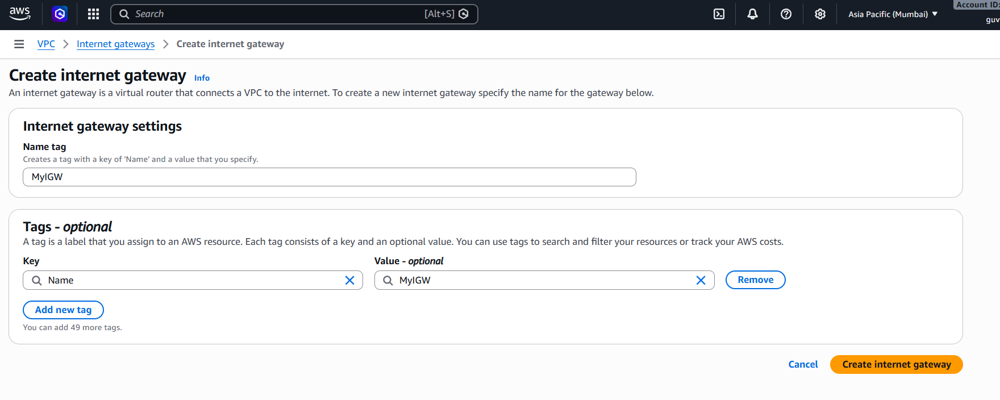 aws Search [Alt+S] Asia Pacific (Mumbai) Account ID:
guv
VPC Internet gateways Create internet gateway
Create internet gateway Info
An internet gateway is a virtual router that connects a VPC to the internet. To create a new internet gateway specify the name for the gateway below.
Internet gateway settings
Name tag
Creates a tag with a key of 'Name' and a value that you specify.
MyIGW
Tags - optional
A tag is a label that you assign to an AWS resource. Each tag consists of a key and an optional value. You can use tags to search and filter your resources or track your AWS costs.
Key Value - optional
Name MyIGW Remove
Add new tag
You can add 49 more tags.
Cancel Create internet gateway